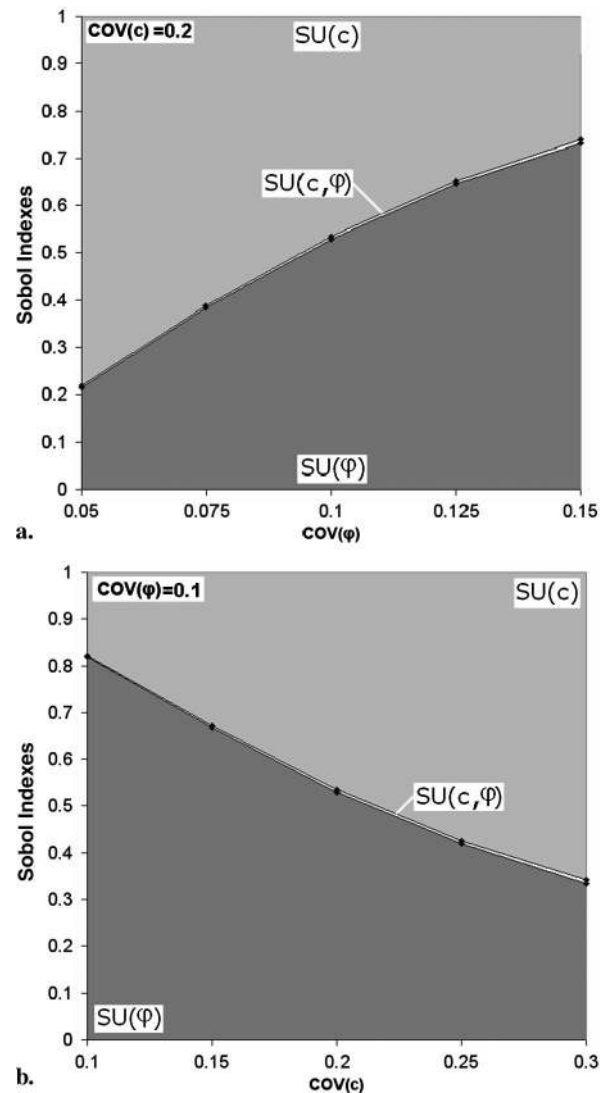 COV(c)=0.2
SU(c)
SU(c,φ)
SU(φ)
Sobol Indexes
1
0.9
0.8
0.7
0.6
0.5
0.4
0.3
0.2
0.1
0
0.05 0.075 0.1 0.125 0.15
COV(φ)
a.
COV(φ)=0.1
SU(c)
SU(c,φ)
SU(φ)
Sobol Indexes
1
0.9
0.8
0.7
0.6
0.5
0.4
0.3
0.2
0.1
0
0.1 0.15 0.2 0.25 0.3
COV(c)
b.